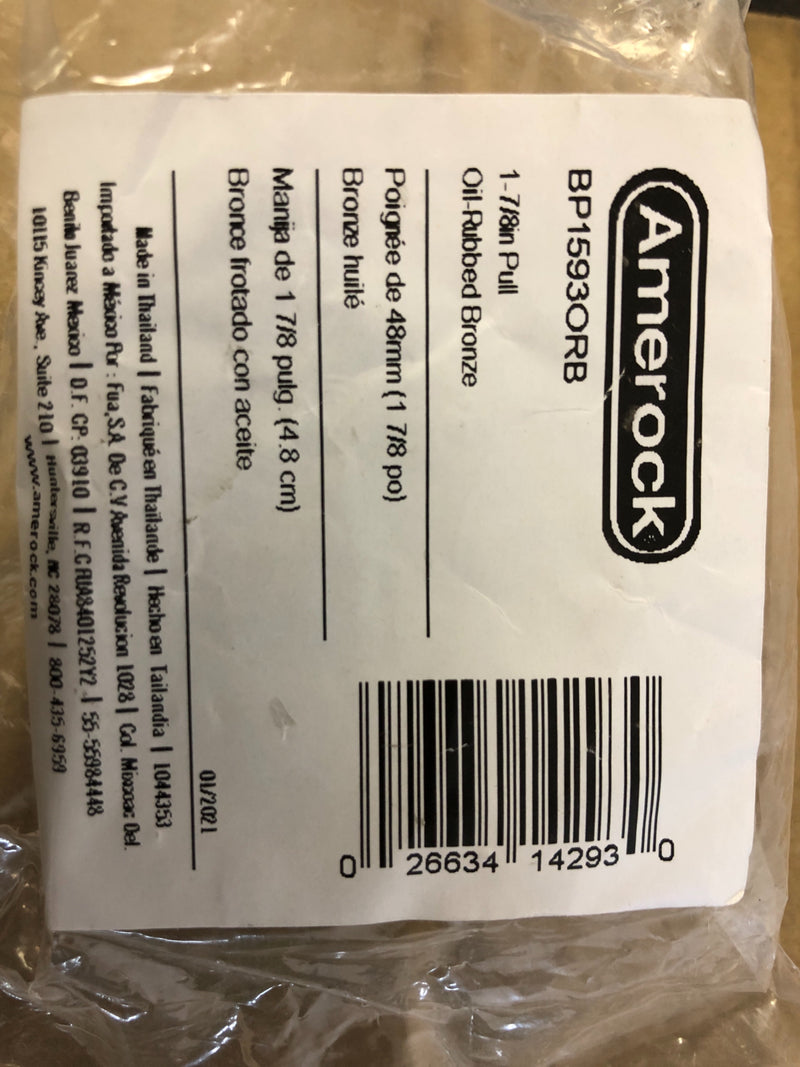 Amerock
BP1593ORB
1-7/8in Pull
Oil-Rubbed Bronze
Poignée de 48mm (1 7/8 po)
Bronze huilé
Manija de 1 7/8 pulg. (4.8 cm)
Bronce frotado con aceite
0 26634 14293 0
01/2021
Made in Thailand | Fabriqué en Thaïlande | Hecho en Tailandia | 1044353
Importado a México Por : Fua,S.A. De C.V Avenida Revolucion 1028 | Col. Mixcoac Del.
Benito Juarez Mexico | D.F. CP. 03910 | R.F.C FUA8401252Y2 | 55-55984448
10115 Kincey Ave., Suite 210 | Huntersville, NC 28078 | 800-435-6959
www.amerock.com